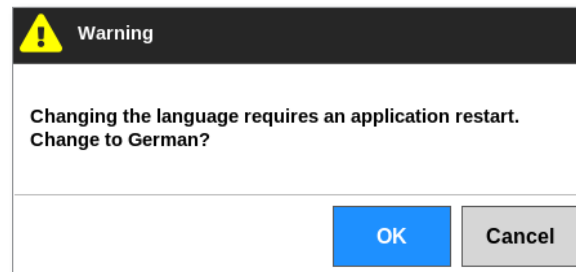 Warning
Changing the language requires an application restart.
Change to German?
OK
Cancel